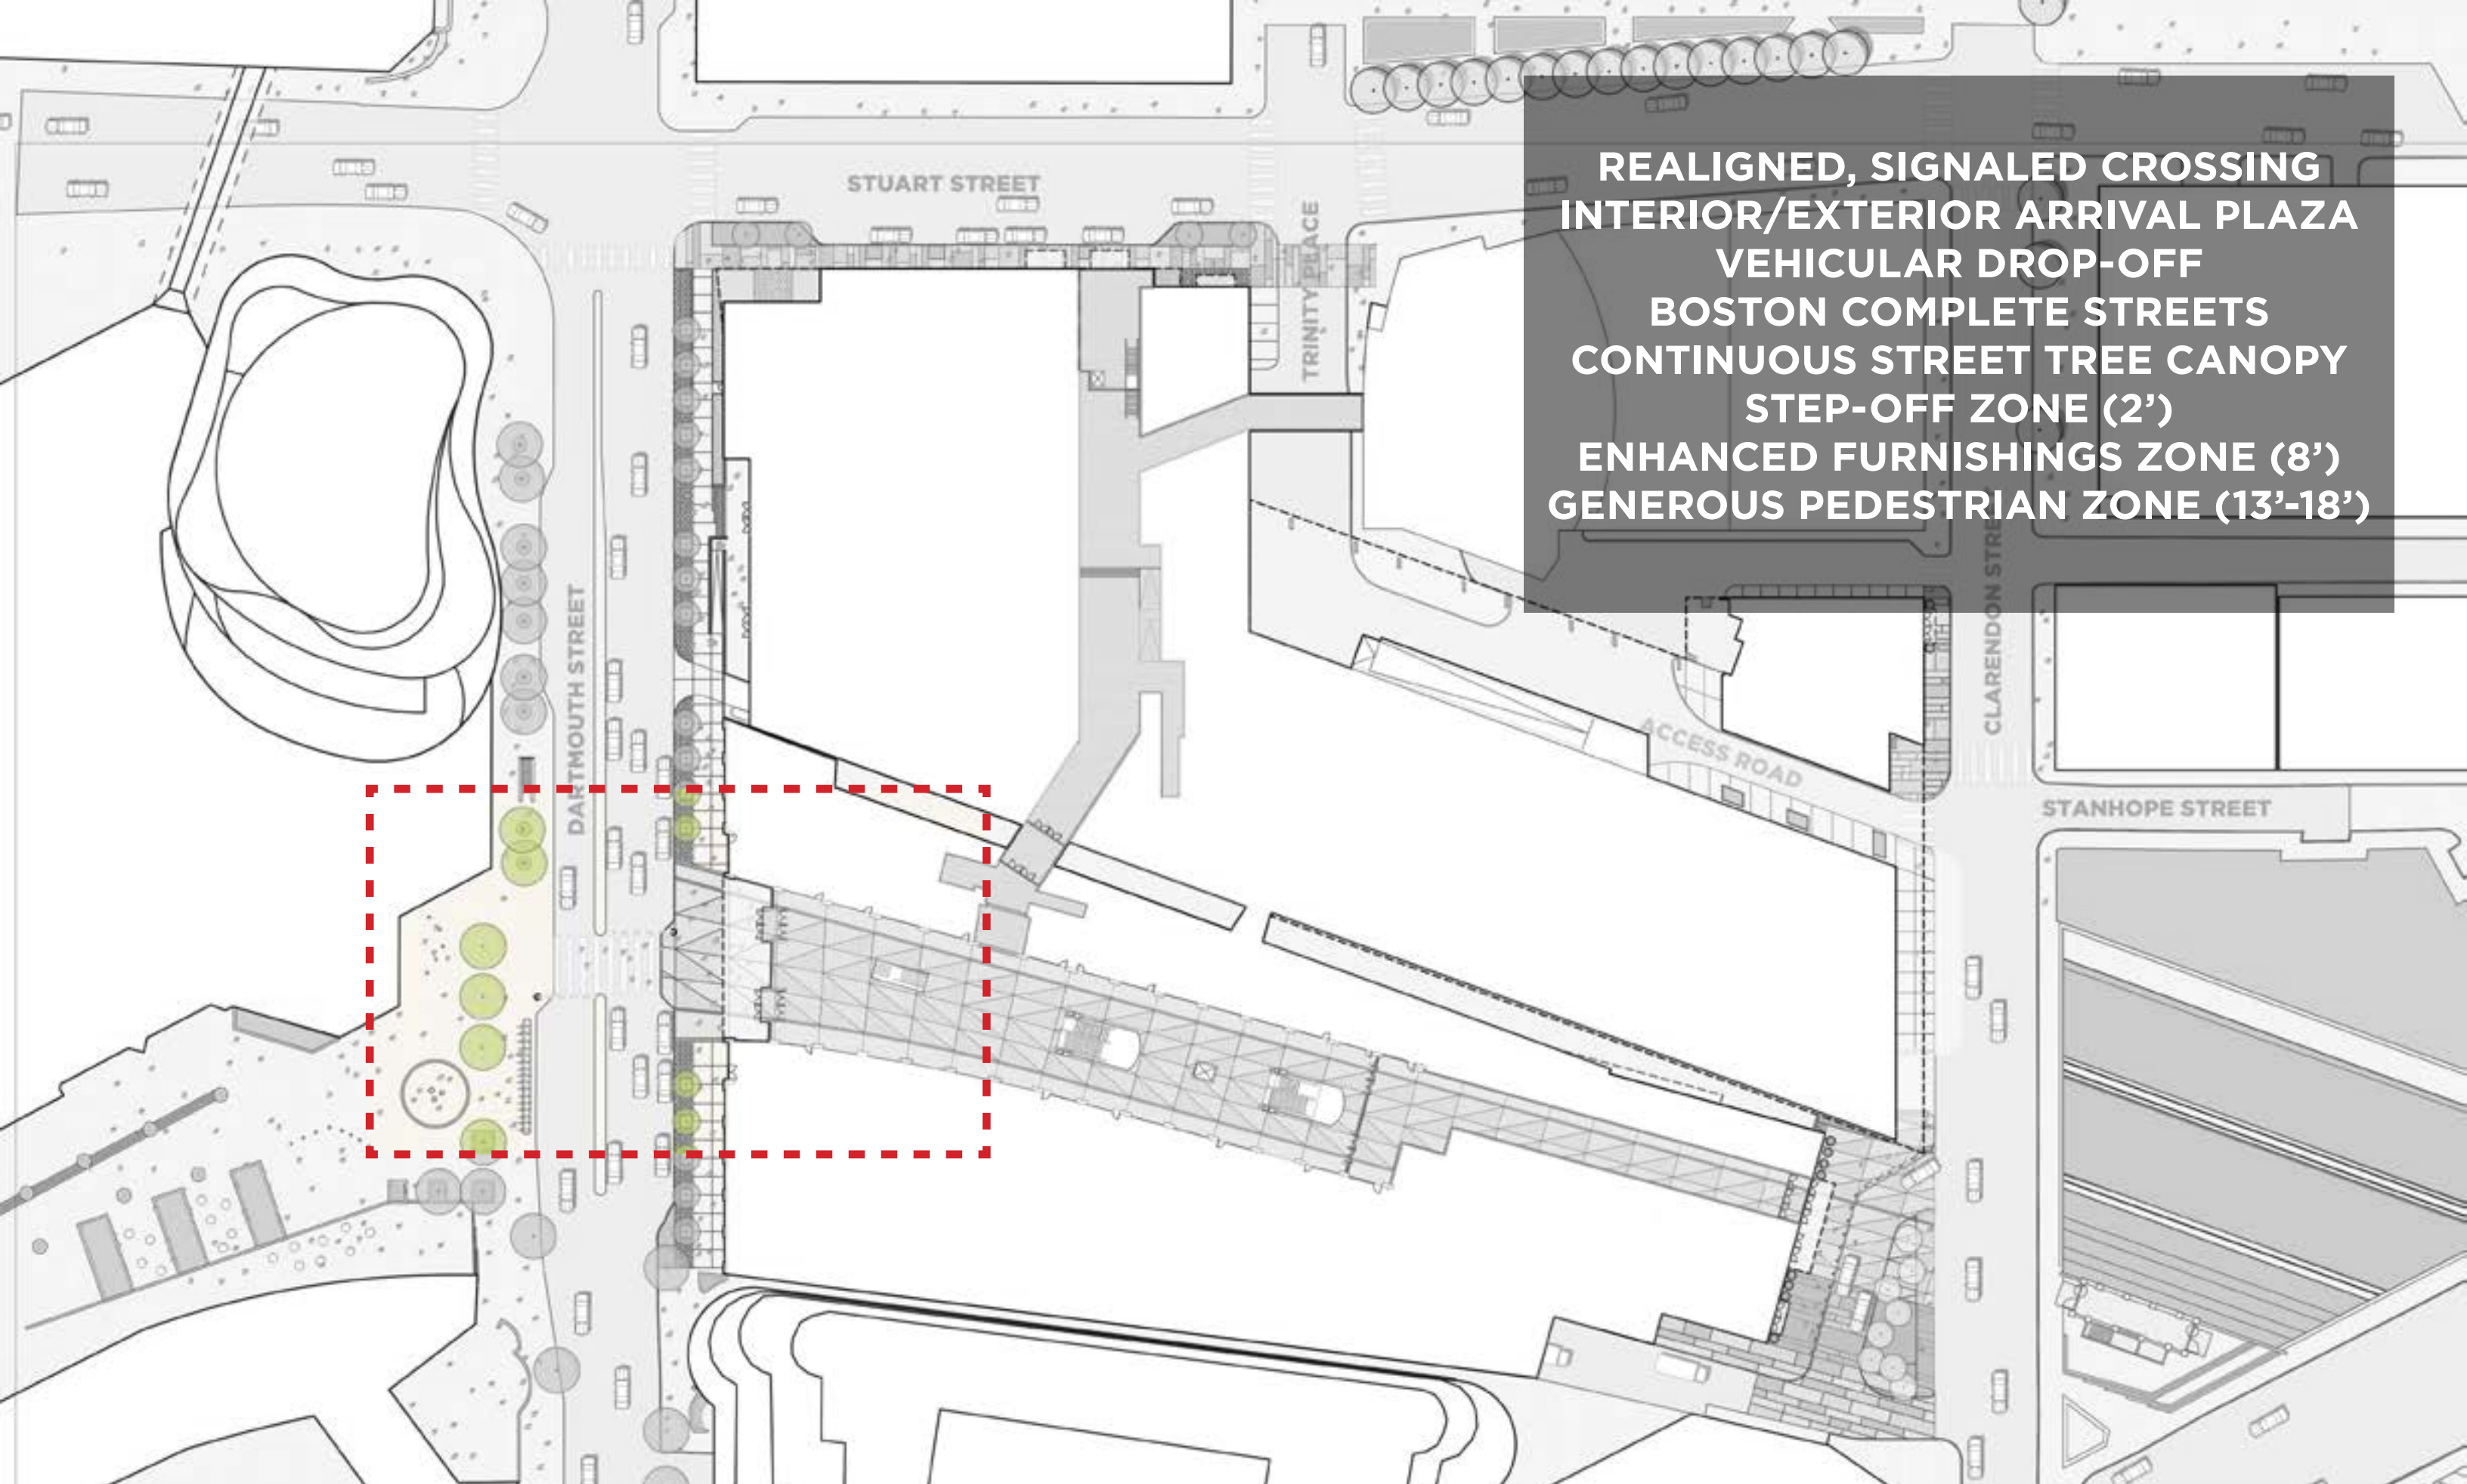 STUART STREET
TRINITY PLACE
REALIGNED, SIGNALED CROSSING
INTERIOR/EXTERIOR ARRIVAL PLAZA
VEHICULAR DROP-OFF
BOSTON COMPLETE STREETS
CONTINUOUS STREET TREE CANOPY
STEP-OFF ZONE (2’)
ENHANCED FURNISHINGS ZONE (8’)
GENEROUS PEDESTRIAN ZONE (13’-18’)
DARTMOUTH STREET
CLARENDON STREET
ACCESS ROAD
STANHOPE STREET